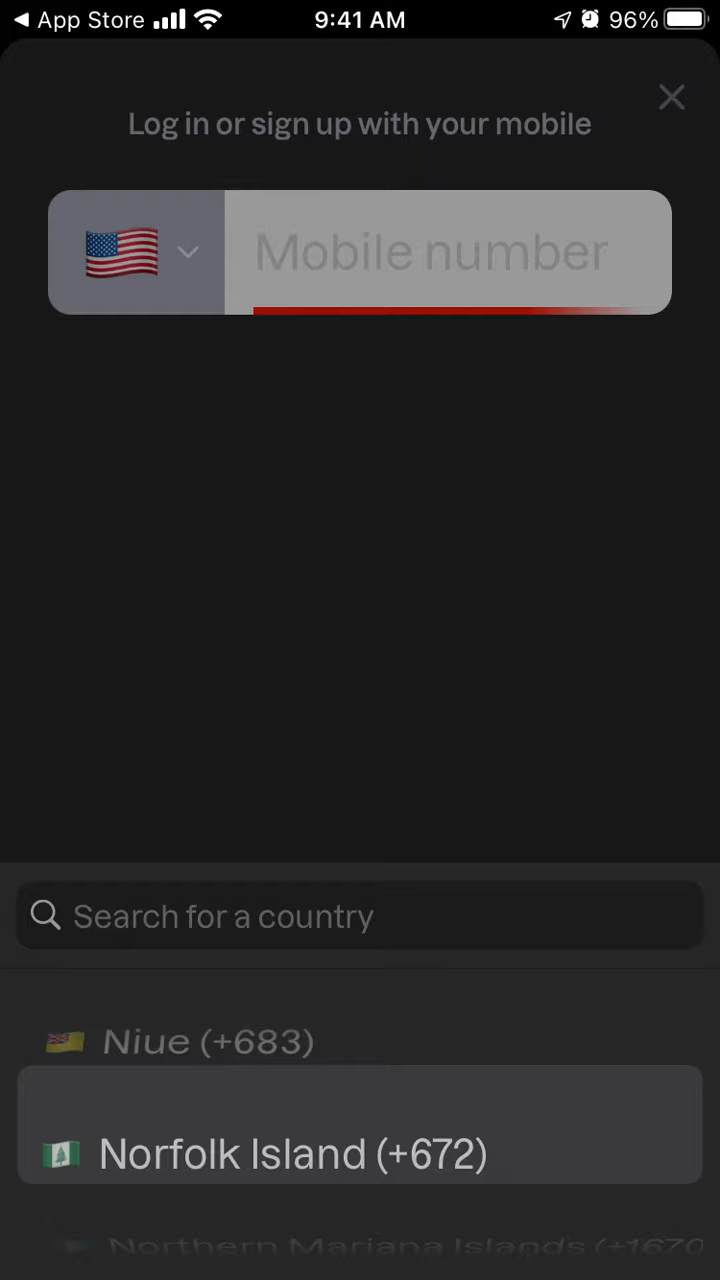 ◀ App Store 9:41 AM 96%
Log in or sign up with your mobile
Mobile number
Search for a country
Niue (+683)
Norfolk Island (+672)
Northern Mariana Islands (+1670